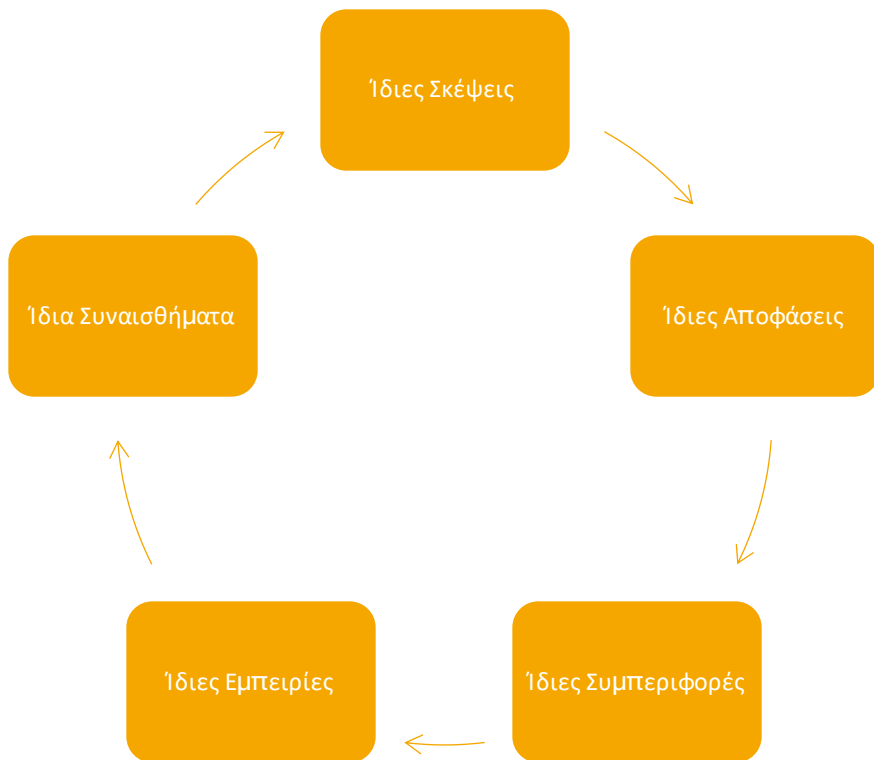 Ίδιες Σκέψεις
Ίδιες Αποφάσεις
Ίδιες Συμπεριφορές
Ίδιες Εμπειρίες
Ίδια Συναισθήματα